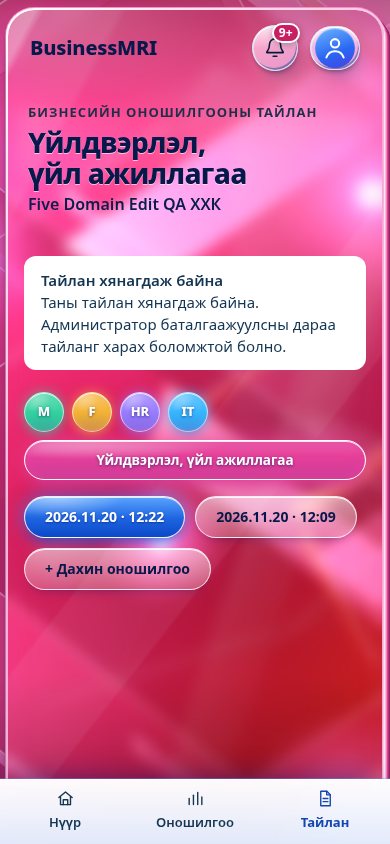 BusinessMRI
9+
БИЗНЕСИЙН ОНОШИЛГООНЫ ТАЙЛАН
Үйлдвэрлэл,
үйл ажиллагаа
Five Domain Edit QA ХХК
Тайлан хянагдаж байна
Таны тайлан хянагдаж байна.
Администратор баталгаажуулсны дараа
тайланг харах боломжтой болно.
M F HR IT
Үйлдвэрлэл, үйл ажиллагаа
2026.11.20 · 12:22 2026.11.20 · 12:09
+ Дахин оношилгоо
Нүүр Оношилгоо Тайлан